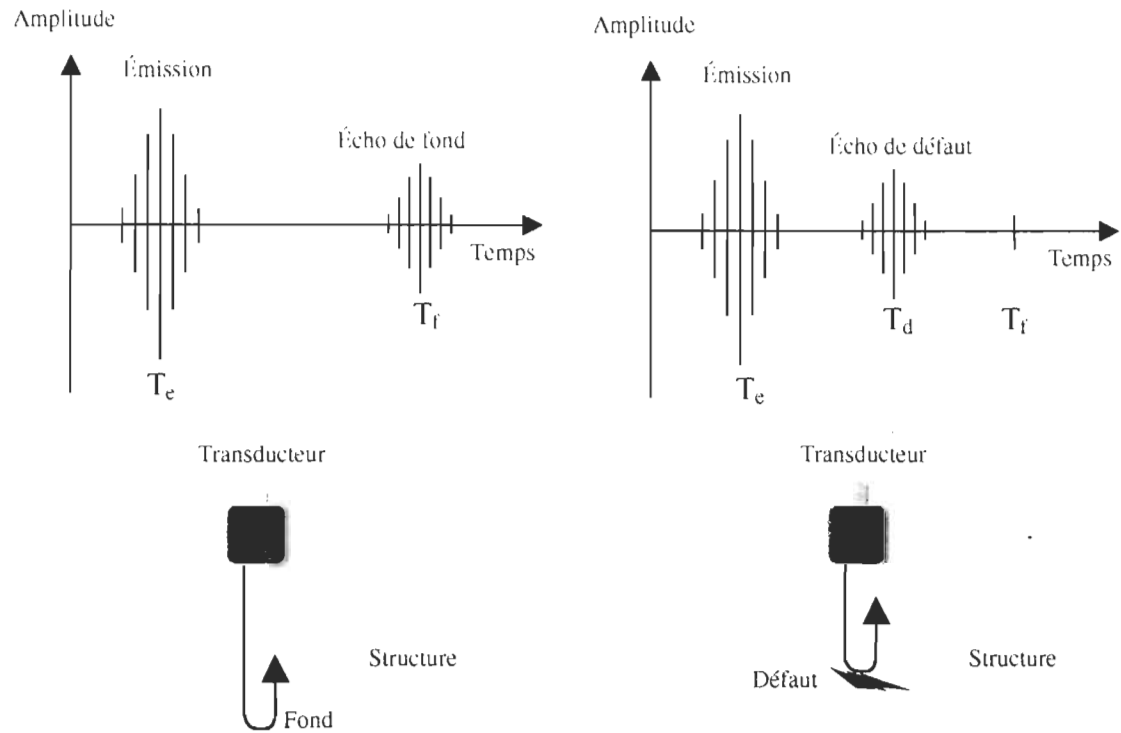 Amplitude
Émission
Écho de fond
Temps
T_f
T_e
Transducteur
Structure
Fond
Amplitude
Émission
Écho de défaut
Temps
T_d
T_f
T_e
Transducteur
Structure
Défaut